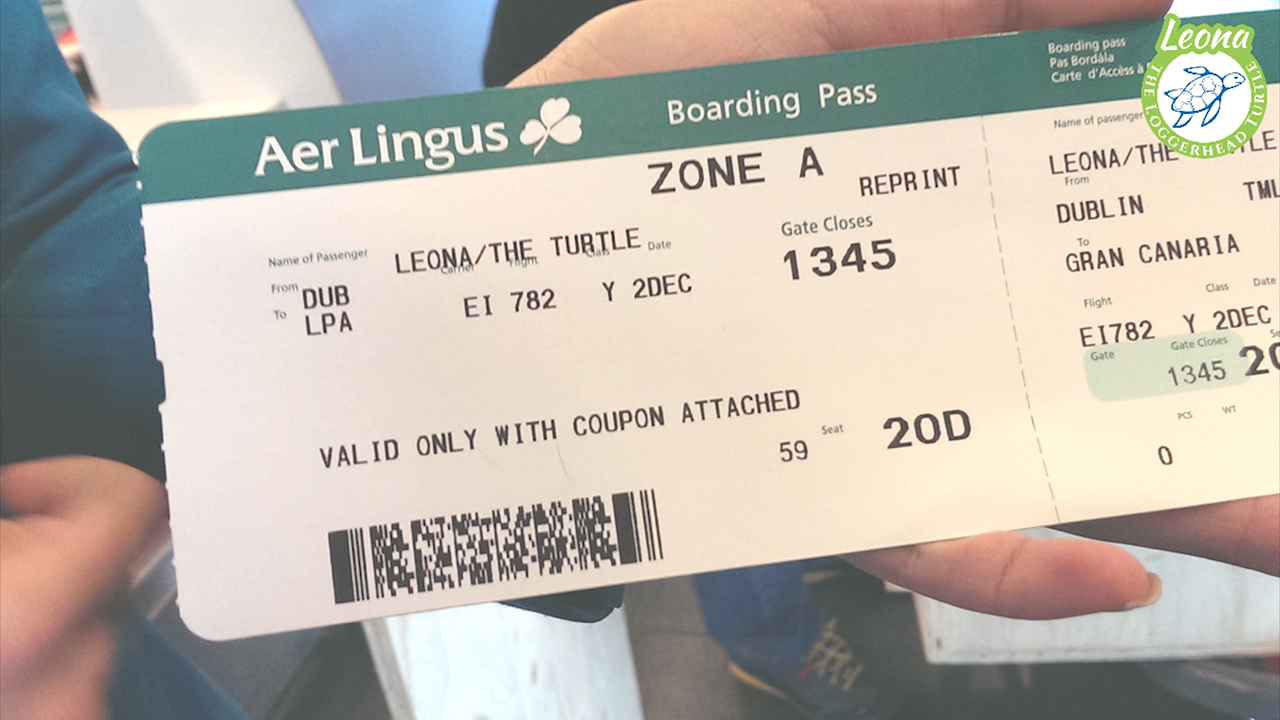 Aer Lingus
Boarding Pass
ZONE A
REPRINT
Name of Passenger
LEONA/THE TURTLE
Carrier Flight Class Date
From DUB
EI 782 Y 2DEC
To LPA
Gate Closes
1345
VALID ONLY WITH COUPON ATTACHED
59
Seat
20D
Boarding pass
Pas Bordála
Carte d'Accès à
Name of passenger
LEONA/THE
From
DUBLIN
To
GRAN CANARIA
Flight Class Date
EI782 Y 2DEC
Gate
Gate Closes
1345
PCS WT
0
Leona
THE LOGGERHEAD TURTLE